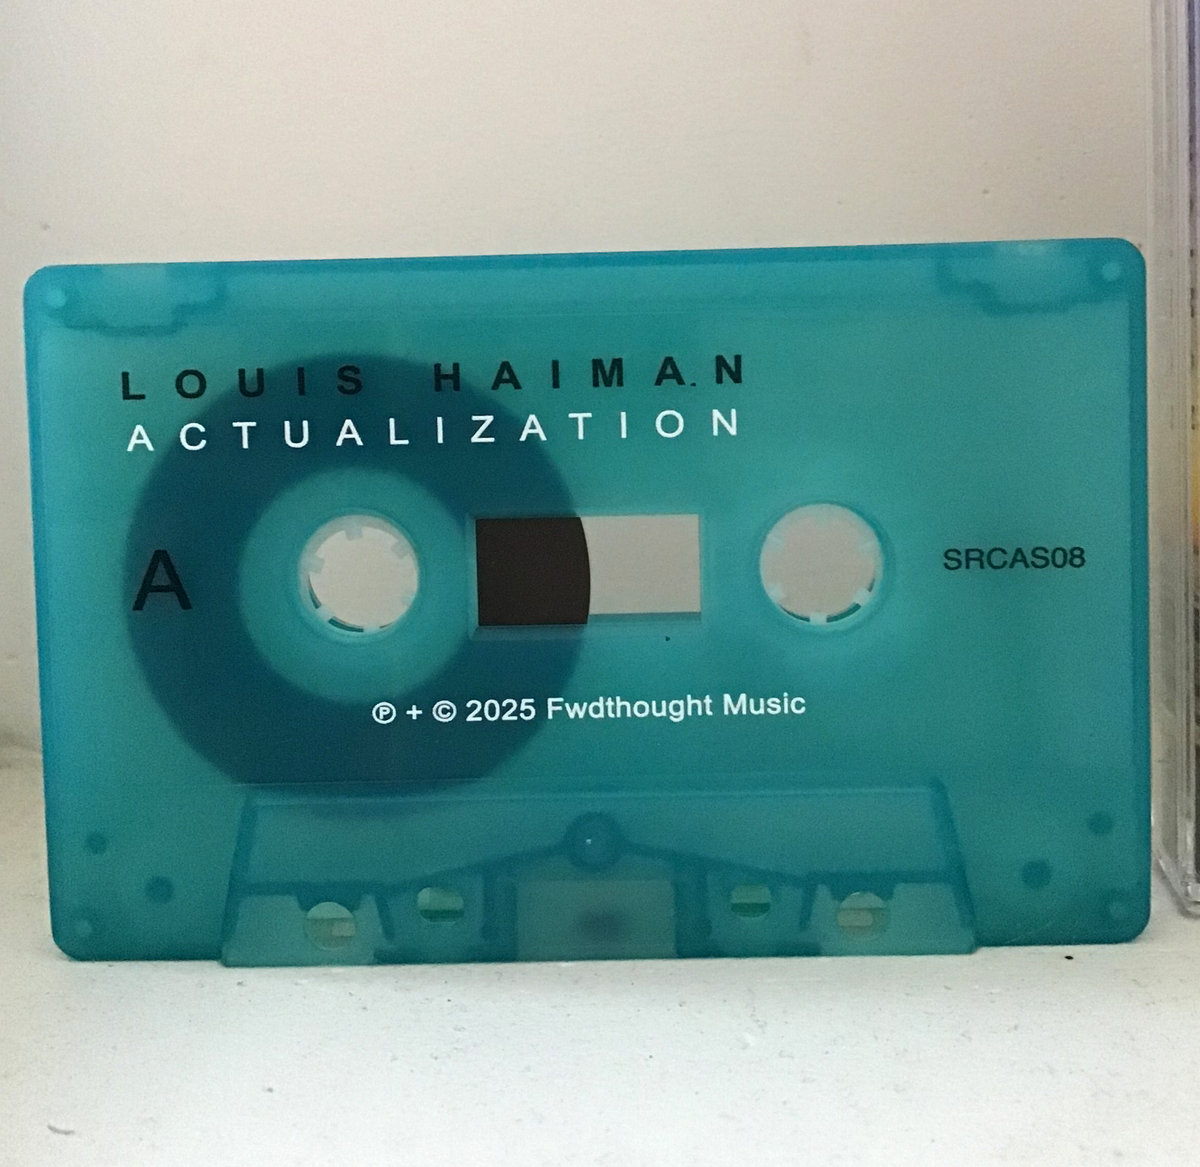 LOUIS HAIMAN
ACTUALIZATION
A
SRCAS08
℗ + © 2025 Fwdthought Music